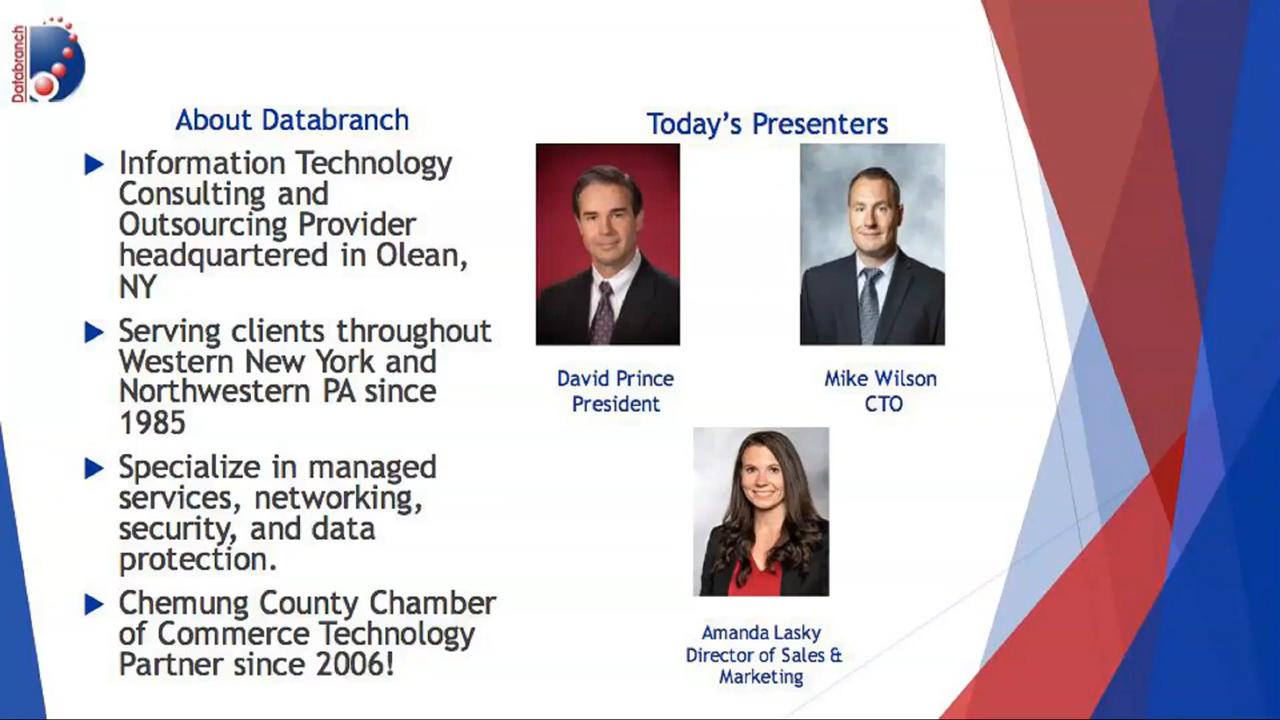 Databranch
About Databranch
Information Technology
Consulting and
Outsourcing Provider
headquartered in Olean,
NY
Serving clients throughout
Western New York and
Northwestern PA since
1985
Specialize in managed
services, networking,
security, and data
protection.
Chemung County Chamber
of Commerce Technology
Partner since 2006!
Today's Presenters
David Prince
President
Mike Wilson
CTO
Amanda Lasky
Director of Sales &
Marketing